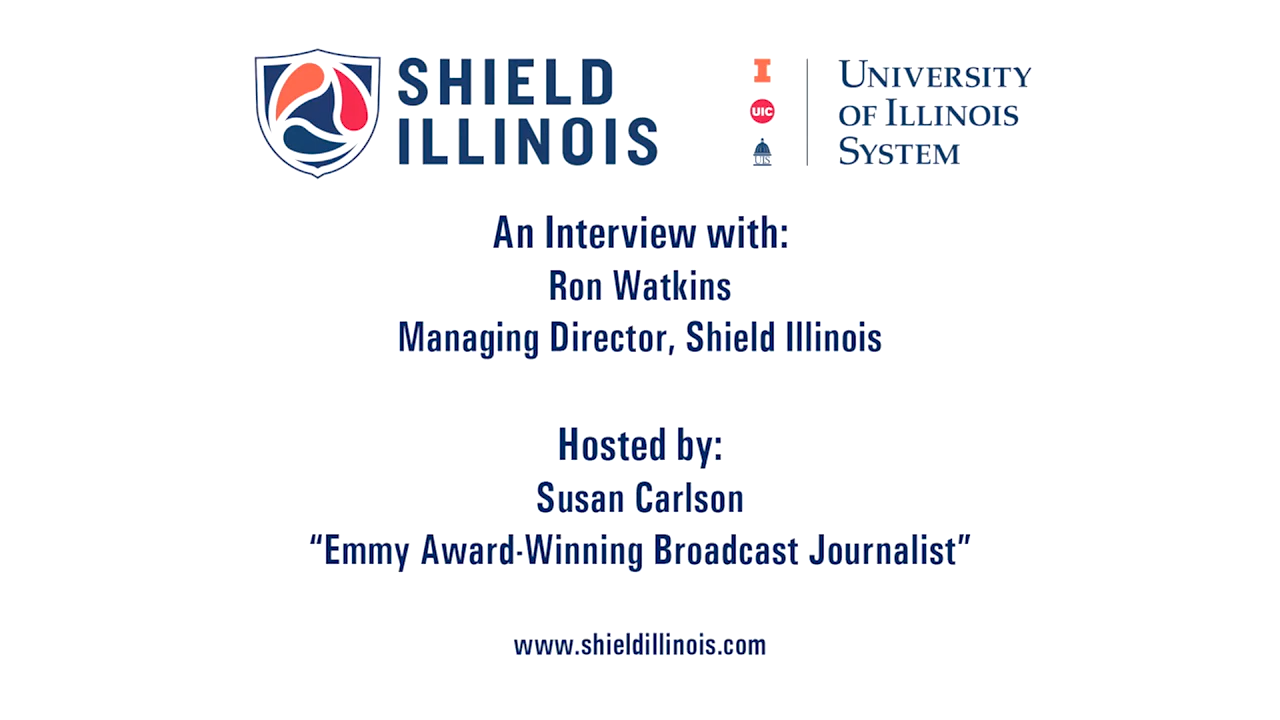 SHIELD
ILLINOIS
I
UIC
UIS
UNIVERSITY
OF ILLINOIS
SYSTEM
An Interview with:
Ron Watkins
Managing Director, Shield Illinois
Hosted by:
Susan Carlson
“Emmy Award-Winning Broadcast Journalist”
www.shieldillinois.com